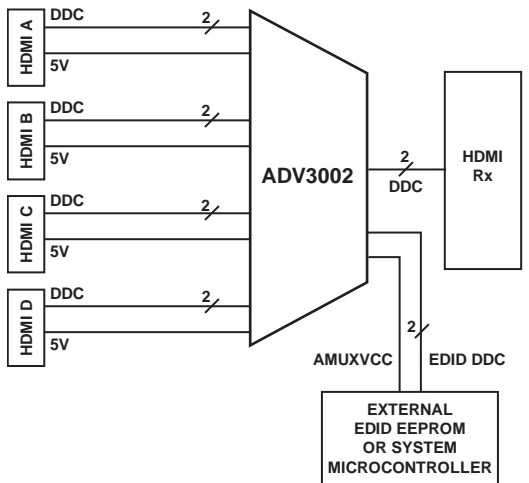 HDMI A
DDC
2
5V
HDMI B
DDC
2
5V
HDMI C
DDC
2
5V
HDMI D
DDC
2
5V
ADV3002
2
DDC
HDMI
Rx
2
AMUXVCC
EDID DDC
EXTERNAL
EDID EEPROM
OR SYSTEM
MICROCONTROLLER